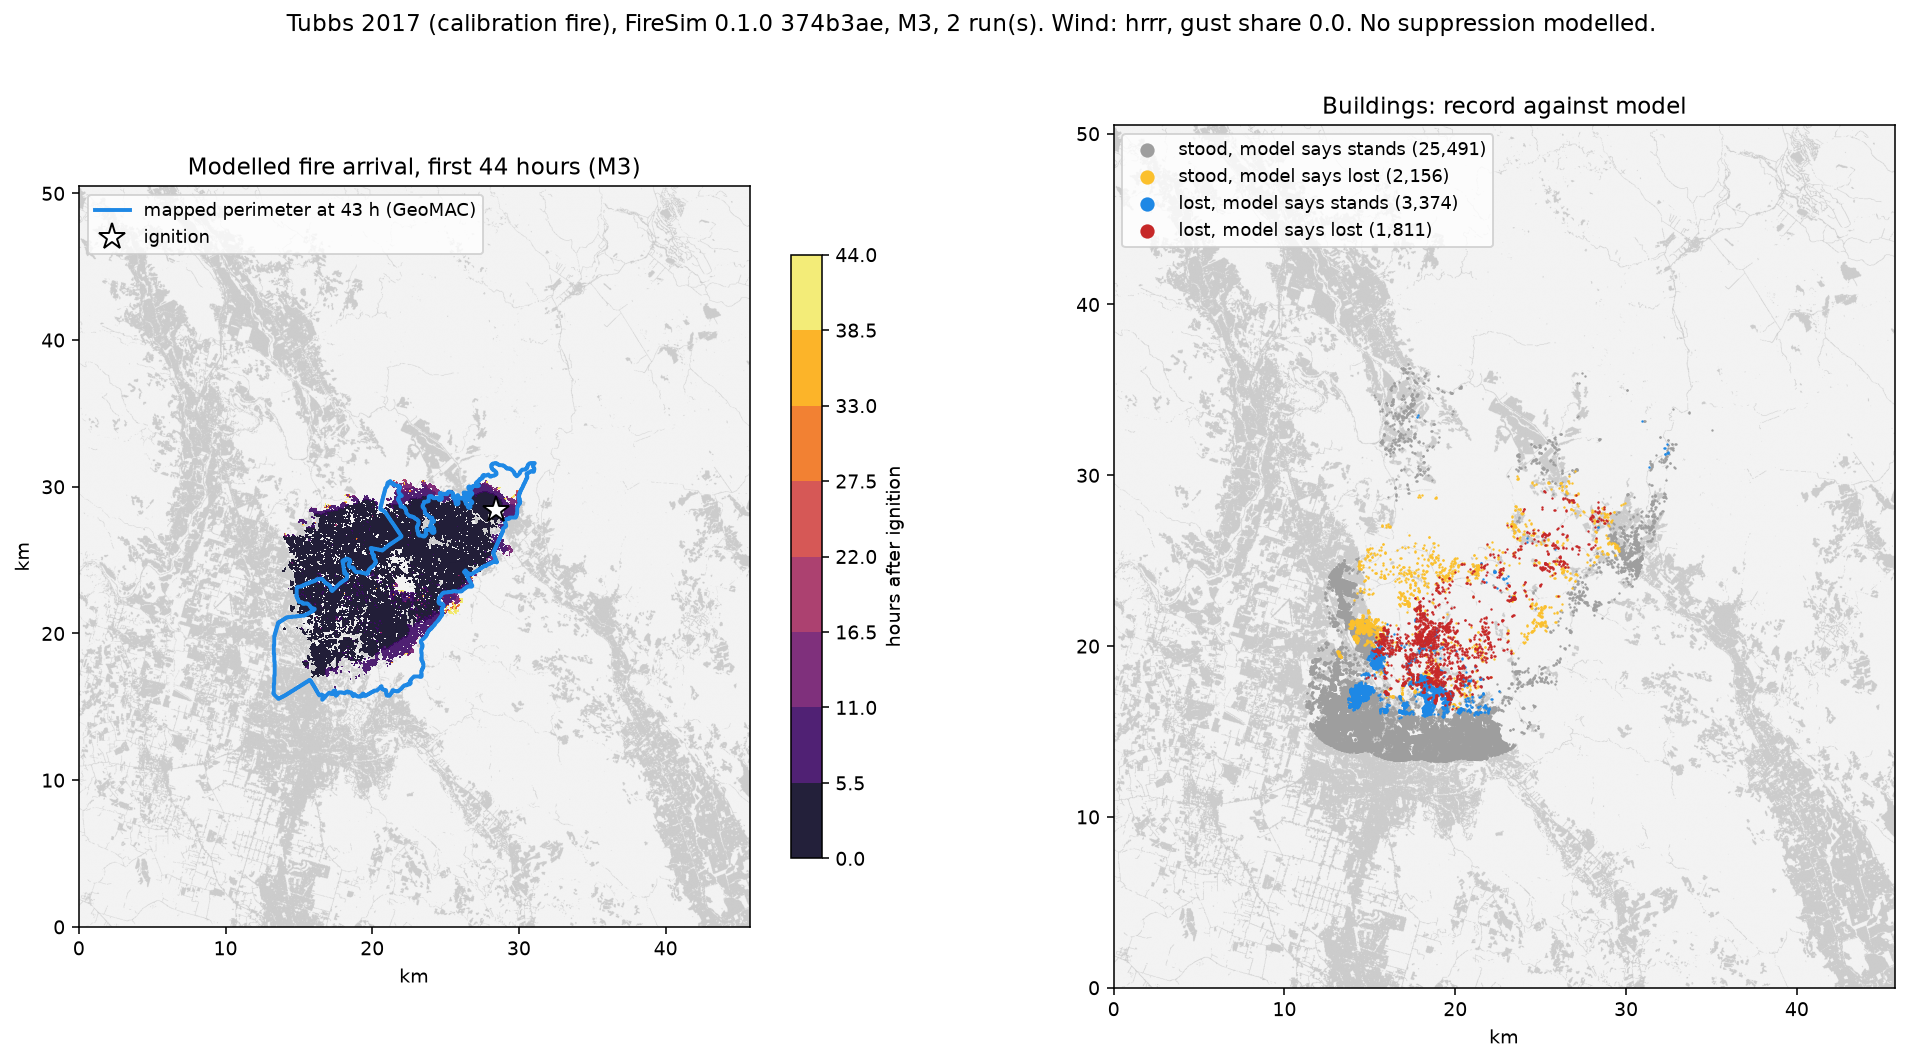 Tubbs 2017 (calibration fire), FireSim 0.1.0 374b3ae, M3, 2 run(s). Wind: hrrr, gust share 0.0. No suppression modelled.
Modelled fire arrival, first 44 hours (M3)
mapped perimeter at 43 h (GeoMAC)
ignition
50
40
30
20
10
0
km
0
10
20
30
40
km
44.0
38.5
33.0
27.5
22.0
16.5
11.0
5.5
0.0
hours after ignition
Buildings: record against model
stood, model says stands (25,491)
stood, model says lost (2,156)
lost, model says stands (3,374)
lost, model says lost (1,811)
50
40
30
20
10
0
0
10
20
30
40
km